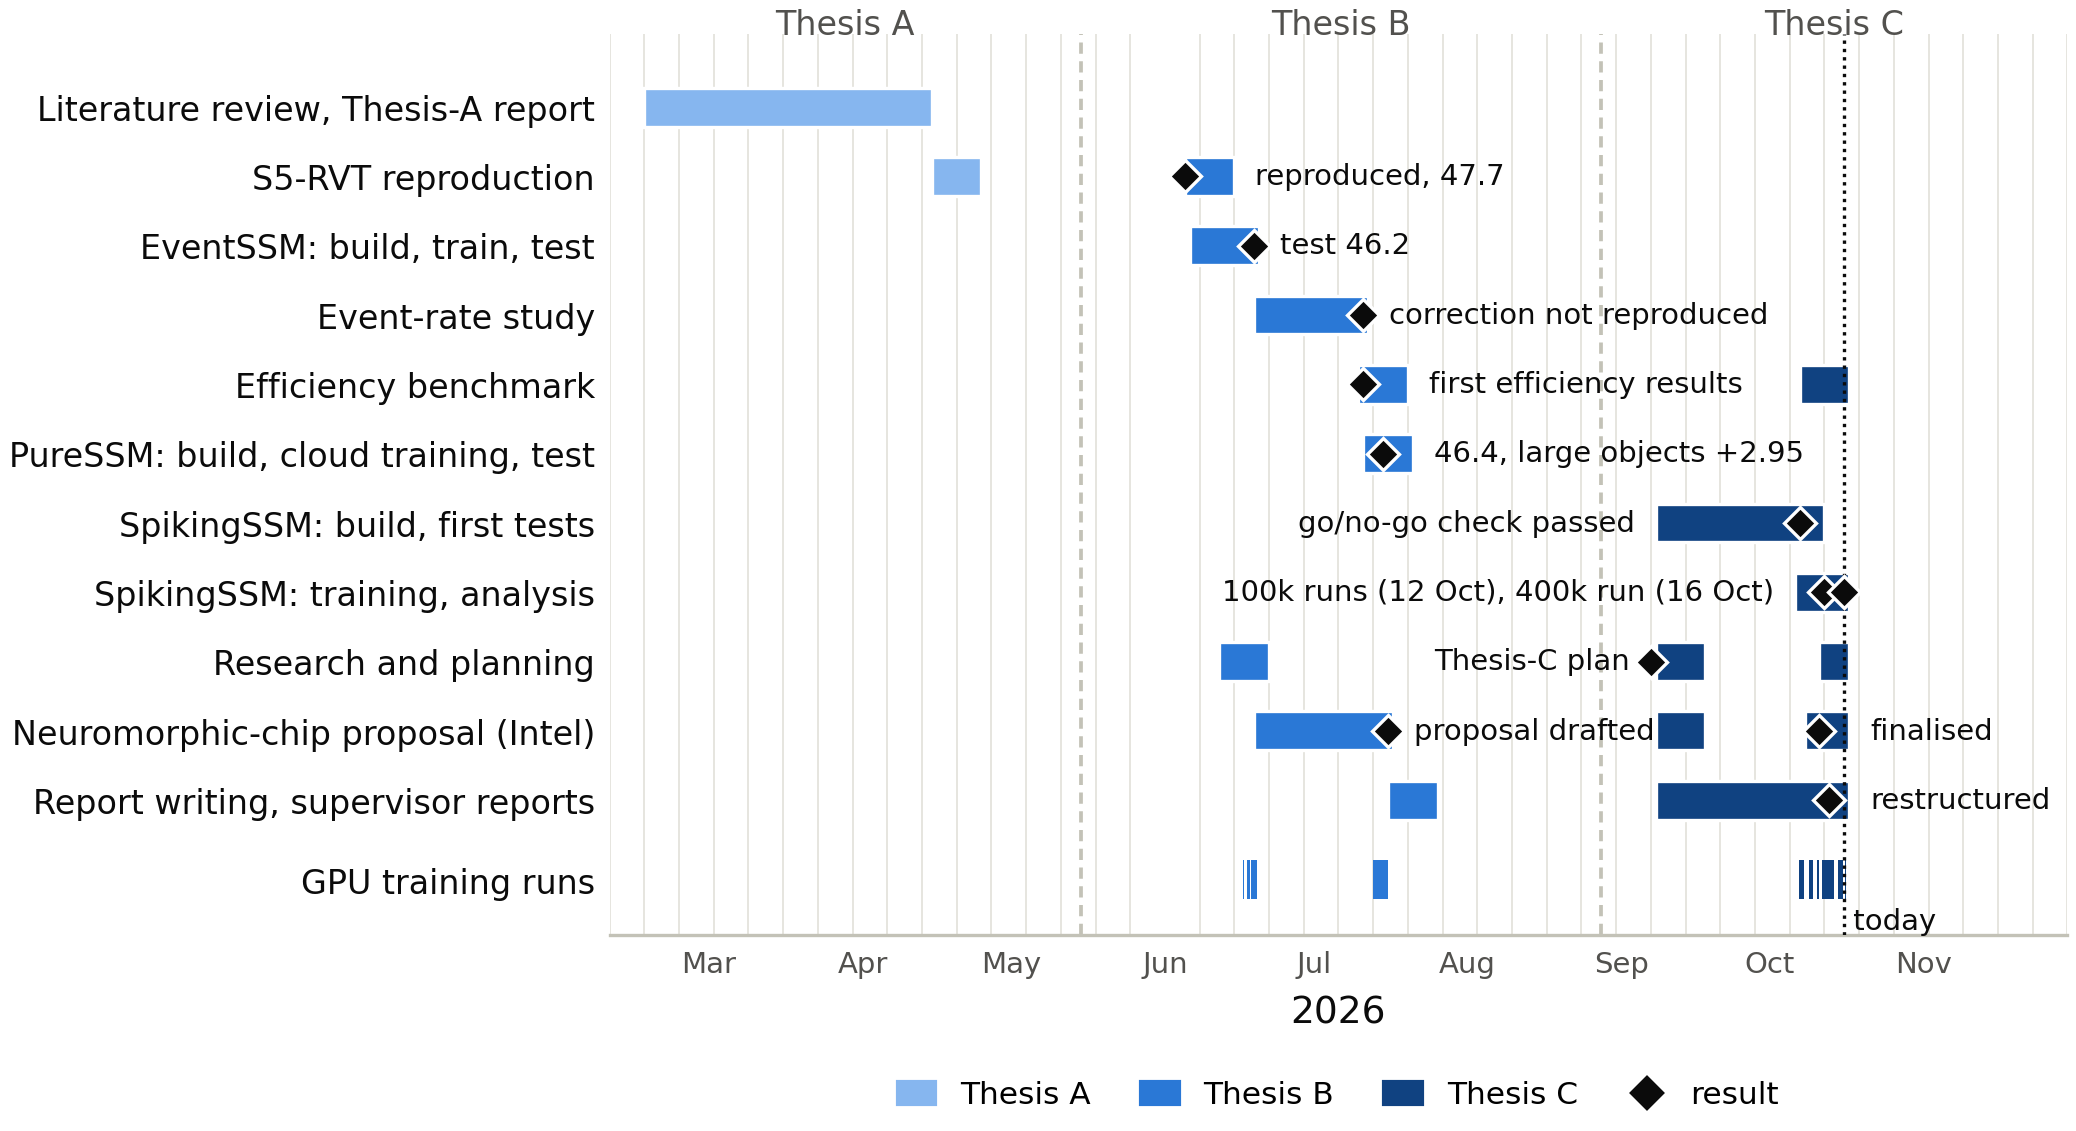 Thesis A Thesis B Thesis C
Literature review, Thesis-A report
S5-RVT reproduction reproduced, 47.7
EventSSM: build, train, test test 46.2
Event-rate study correction not reproduced
Efficiency benchmark first efficiency results
PureSSM: build, cloud training, test 46.4, large objects +2.95
SpikingSSM: build, first tests go/no-go check passed
SpikingSSM: training, analysis 100k runs (12 Oct), 400k run (16 Oct)
Research and planning Thesis-C plan
Neuromorphic-chip proposal (Intel) proposal drafted finalised
Report writing, supervisor reports restructured
GPU training runs
today
Mar Apr May Jun Jul Aug Sep Oct Nov
2026
Thesis A Thesis B Thesis C result